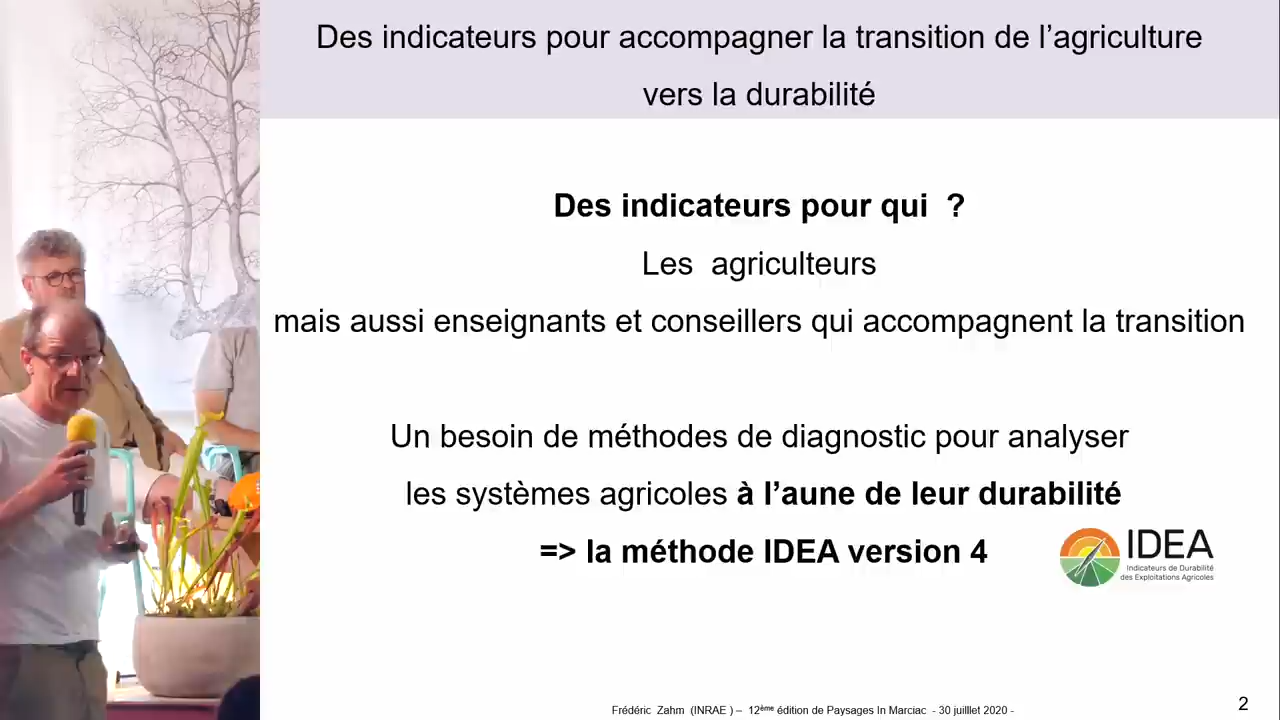 Des indicateurs pour accompagner la transition de l’agriculture
vers la durabilité
Des indicateurs pour qui ?
Les agriculteurs
mais aussi enseignants et conseillers qui accompagnent la transition
Un besoin de méthodes de diagnostic pour analyser
les systèmes agricoles à l’aune de leur durabilité
=> la méthode IDEA version 4
IDEA
Indicateurs de Durabilité
des Exploitations Agricoles
Frédéric Zahm (INRAE ) – 12ème édition de Paysages In Marciac - 30 juilllet 2020 -
2